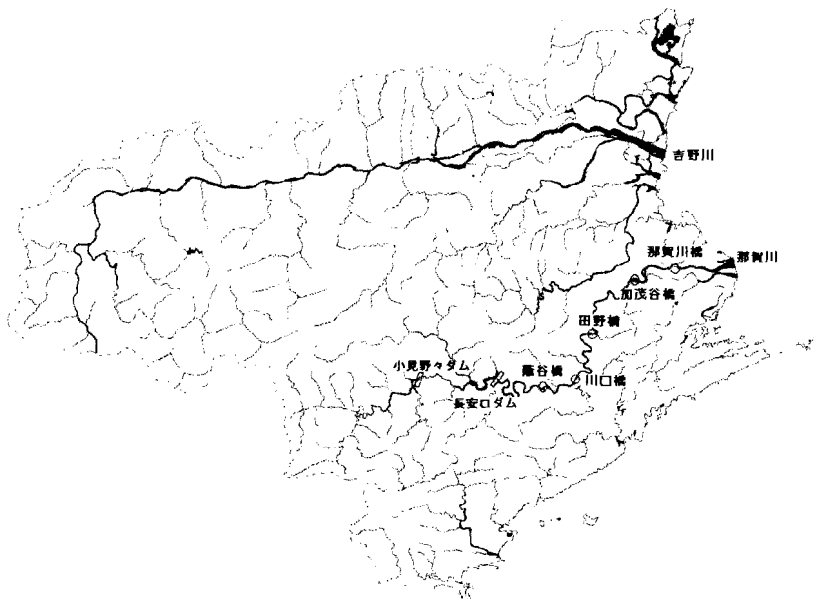 吉野川
那賀川橋
那賀川
加茂谷橋
田野橋
小見野々ダム
蔭谷橋
川口橋
長安口ダム